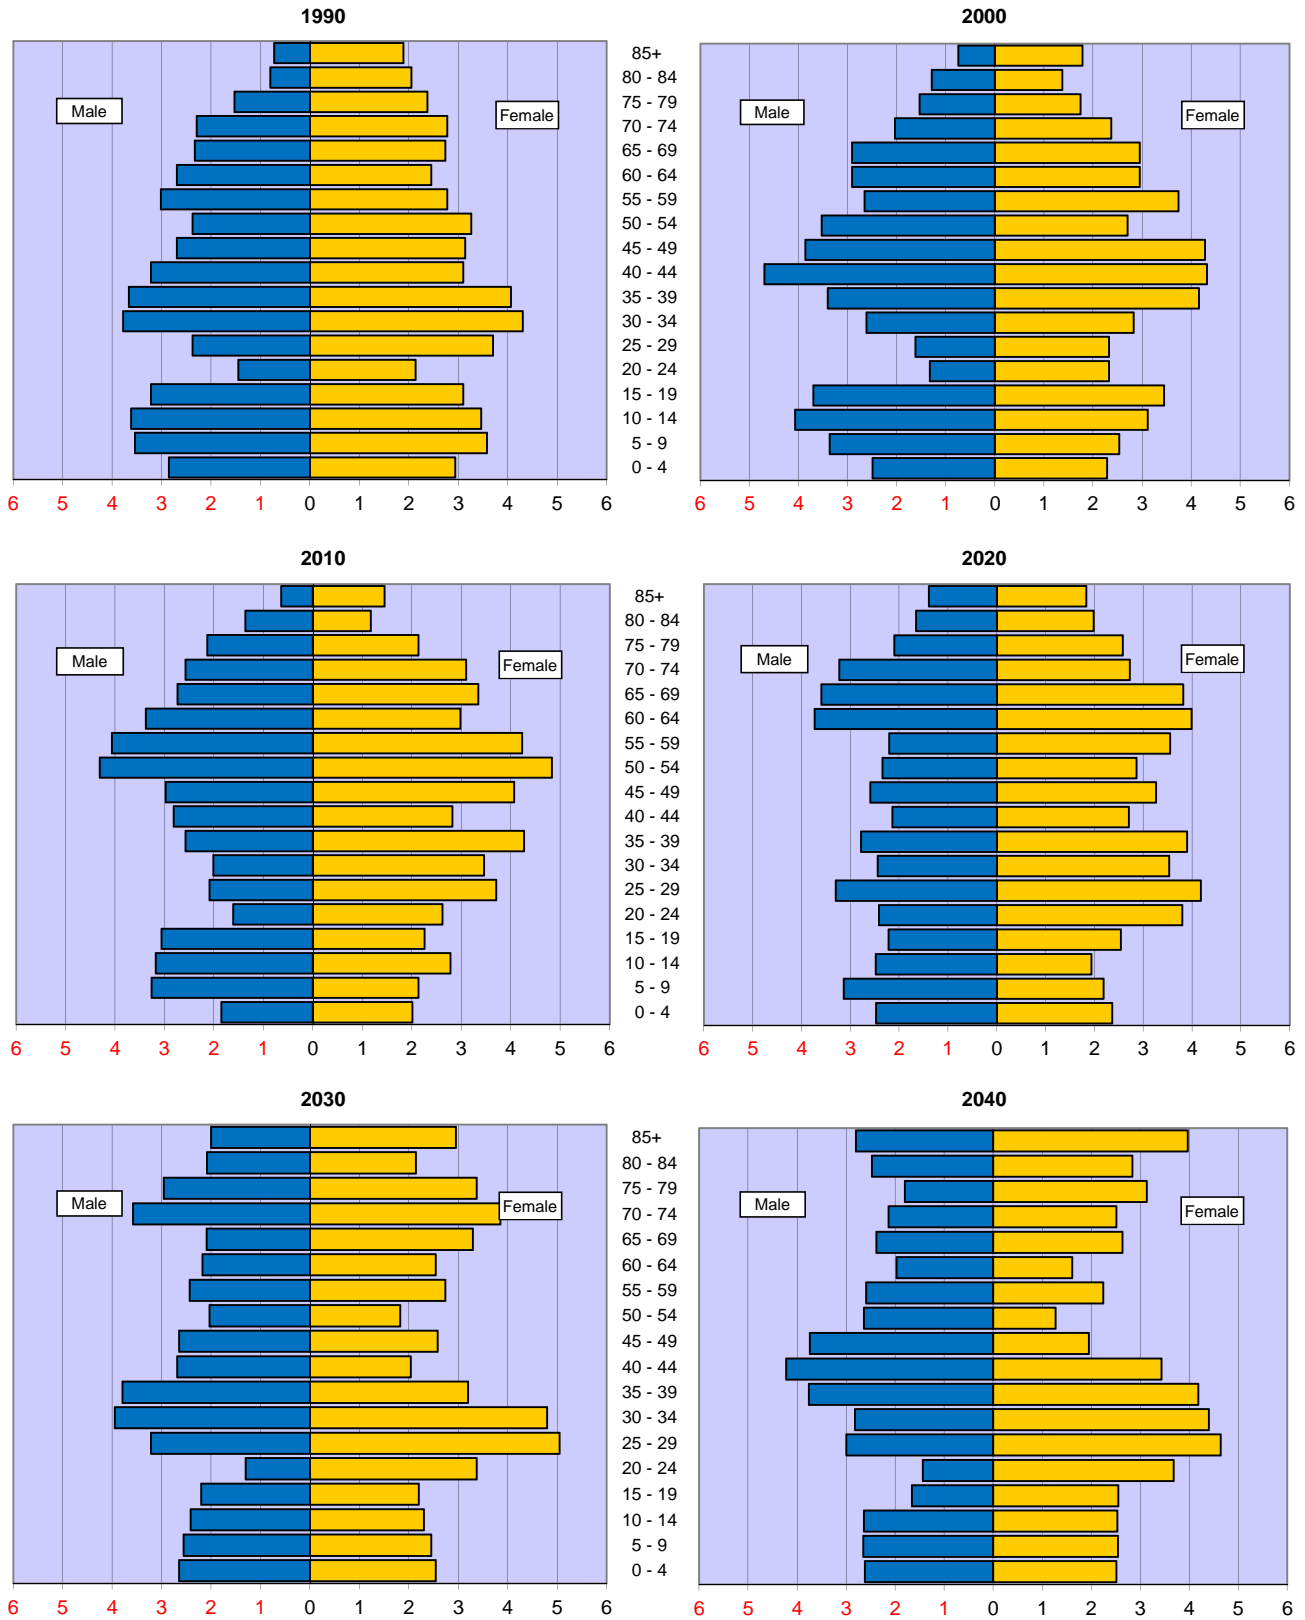 1990
2000
Male
Female
85+
80 - 84
75 - 79
70 - 74
65 - 69
60 - 64
55 - 59
50 - 54
45 - 49
40 - 44
35 - 39
30 - 34
25 - 29
20 - 24
15 - 19
10 - 14
5 - 9
0 - 4
Male
Female
6 5 4 3 2 1 0 1 2 3 4 5 6
6 5 4 3 2 1 0 1 2 3 4 5 6
2010
2020
Male
Female
85+
80 - 84
75 - 79
70 - 74
65 - 69
60 - 64
55 - 59
50 - 54
45 - 49
40 - 44
35 - 39
30 - 34
25 - 29
20 - 24
15 - 19
10 - 14
5 - 9
0 - 4
Male
Female
6 5 4 3 2 1 0 1 2 3 4 5 6
6 5 4 3 2 1 0 1 2 3 4 5 6
2030
2040
Male
Female
85+
80 - 84
75 - 79
70 - 74
65 - 69
60 - 64
55 - 59
50 - 54
45 - 49
40 - 44
35 - 39
30 - 34
25 - 29
20 - 24
15 - 19
10 - 14
5 - 9
0 - 4
Male
Female
6 5 4 3 2 1 0 1 2 3 4 5 6
6 5 4 3 2 1 0 1 2 3 4 5 6